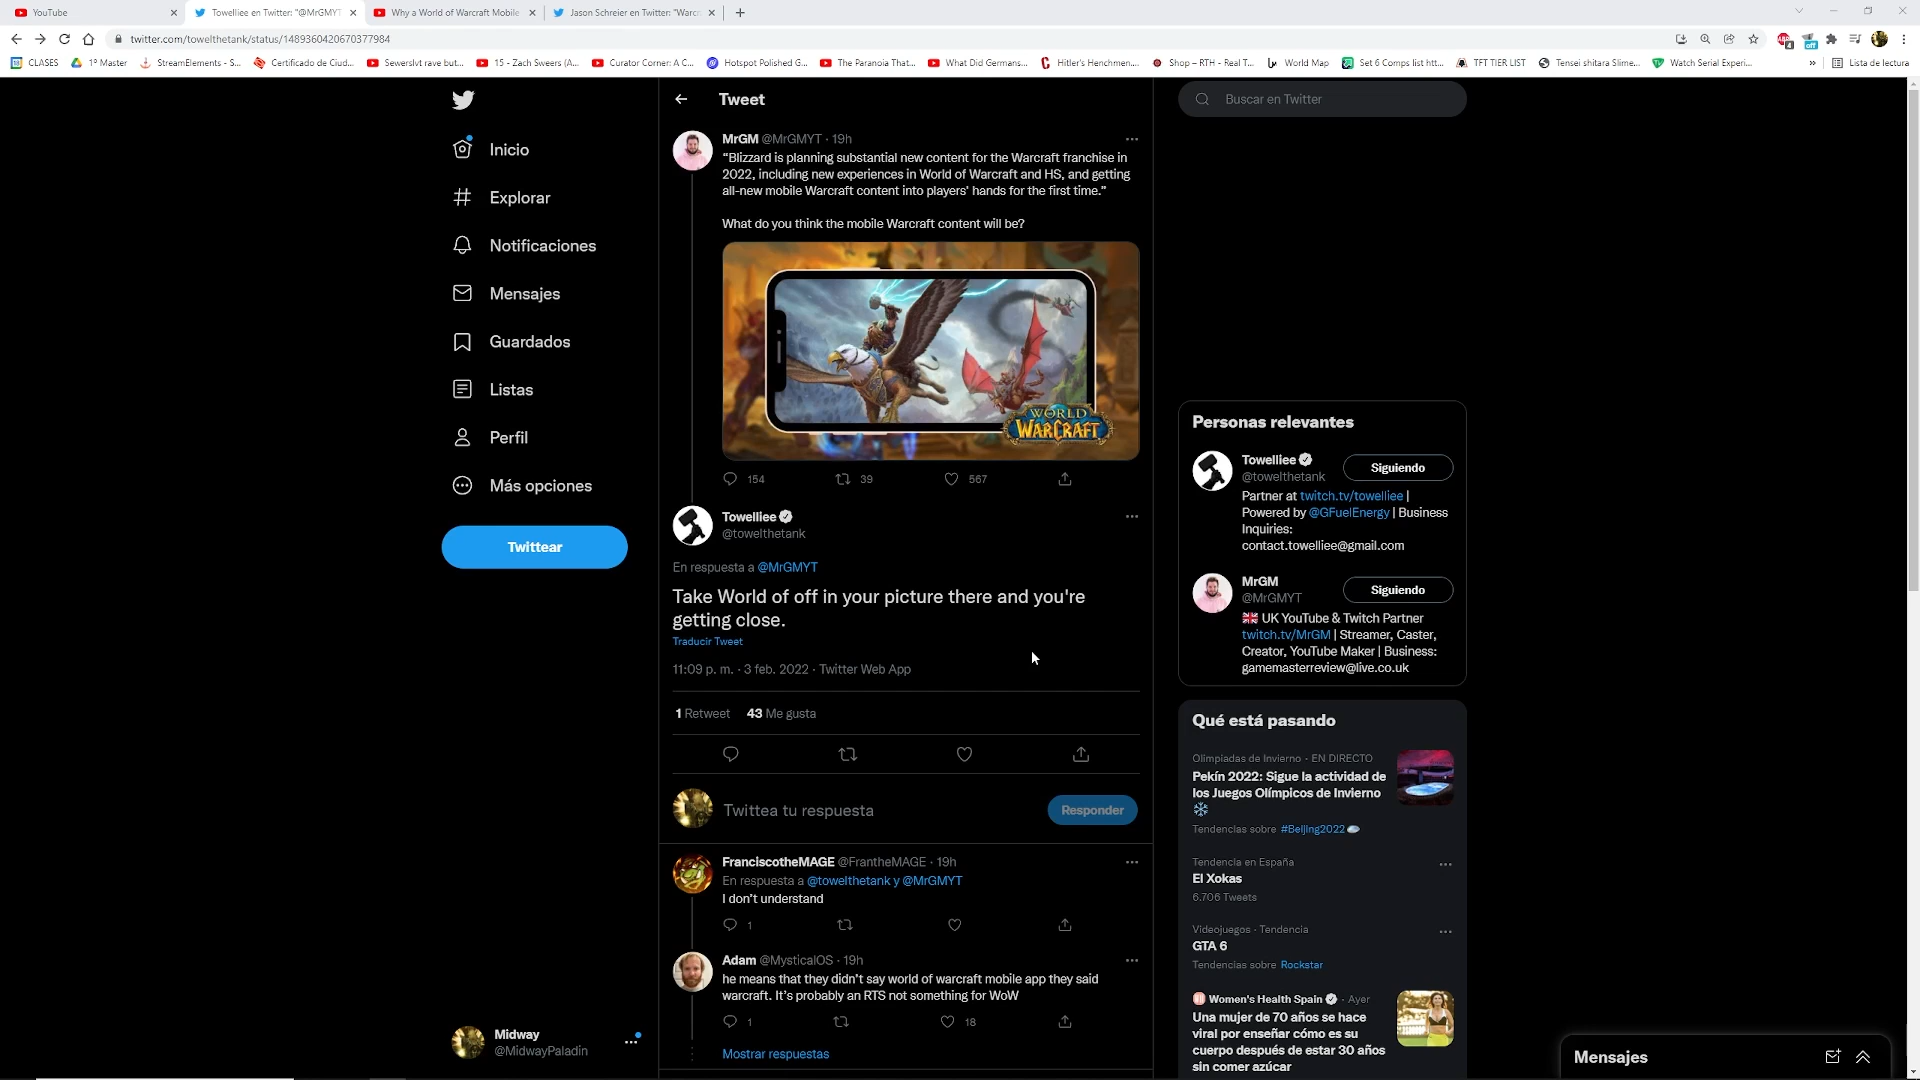 YouTube
Towelliee en Twitter: "@MrGMYT
Why a World of Warcraft Mobile
Jason Schreier en Twitter: "Warcr
twitter.com/towelthetank/status/1489360420670377984
CLASES
1º Master
StreamElements - S...
Certificado de Ciud...
Sewerslvt rave but...
15 - Zach Sweers (A...
Curator Corner: A C...
Hotspot Polished G...
The Paranoia That...
What Did Germans...
Hitler's Henchmen...
Shop – RTH - Real T...
World Map
Set 6 Comps list htt...
TFT TIER LIST
Tensei shitara Slime...
Watch Serial Experi...
»
Lista de lectura
Inicio
Explorar
Notificaciones
Mensajes
Guardados
Listas
Perfil
Más opciones
Twittear
Midway
@MidwayPaladin
Tweet
MrGM @MrGMYT · 19h
“Blizzard is planning substantial new content for the Warcraft franchise in
2022, including new experiences in World of Warcraft and HS, and getting
all-new mobile Warcraft content into players’ hands for the first time.”
What do you think the mobile Warcraft content will be?
WORLD
OF
WARCRAFT
154 39 567
Towelliee
@towelthetank
En respuesta a @MrGMYT
Take World of off in your picture there and you're
getting close.
Traducir Tweet
11:09 p. m. · 3 feb. 2022 · Twitter Web App
1 Retweet 43 Me gusta
Twittea tu respuesta
Responder
FranciscotheMAGE @FrantheMAGE · 19h
En respuesta a @towelthetank y @MrGMYT
I don’t understand
1
Adam @MysticalOS · 19h
he means that they didn’t say world of warcraft mobile app they said
warcraft. It’s probably an RTS not something for WoW
1 18
Mostrar respuestas
Buscar en Twitter
Personas relevantes
Towelliee
@towelthetank
Siguiendo
Partner at twitch.tv/towelliee |
Powered by @GFuelEnergy | Business
Inquiries:
contact.towelliee@gmail.com
MrGM
@MrGMYT
Siguiendo
UK YouTube & Twitch Partner
twitch.tv/MrGM | Streamer, Caster,
Creator, YouTube Maker | Business:
gamemasterreview@live.co.uk
Qué está pasando
Olimpiadas de Invierno · EN DIRECTO
Pekín 2022: Sigue la actividad de
los Juegos Olímpicos de Invierno
Tendencias sobre #Beijing2022
Tendencia en España
El Xokas
6.706 Tweets
Videojuegos · Tendencia
GTA 6
Tendencias sobre Rockstar
Women's Health Spain · Ayer
Una mujer de 70 años se hace
viral por enseñar cómo es su
cuerpo después de estar 30 años
sin comer azúcar
Mensajes